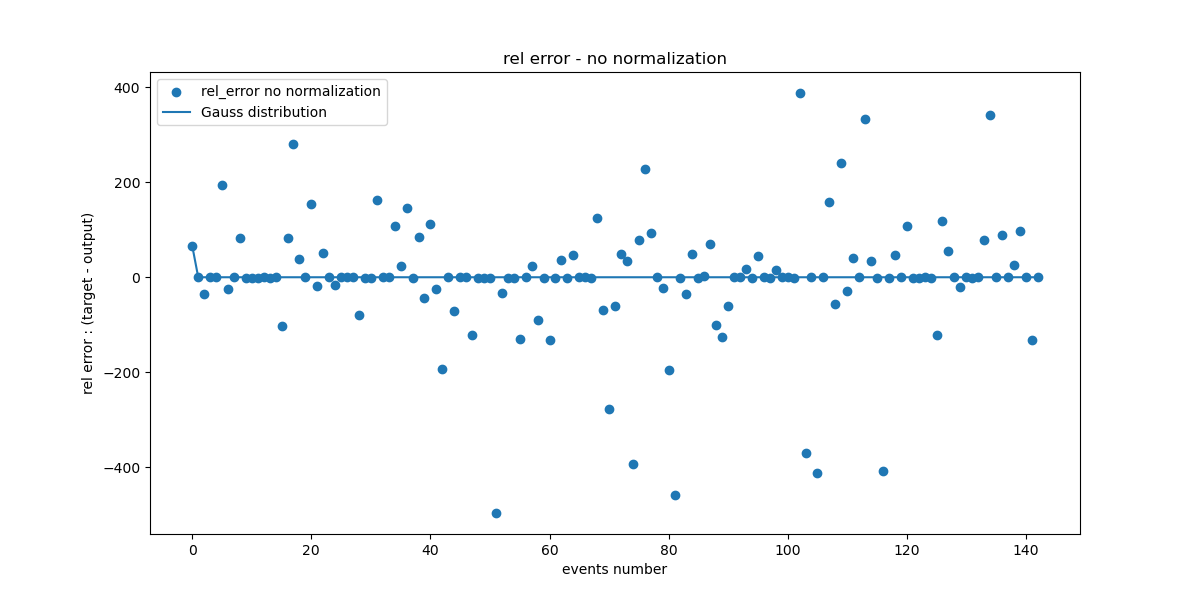 rel error - no normalization
rel_error no normalization
Gauss distribution
400
200
0
−200
−400
rel error : (target - output)
0 20 40 60 80 100 120 140
events number